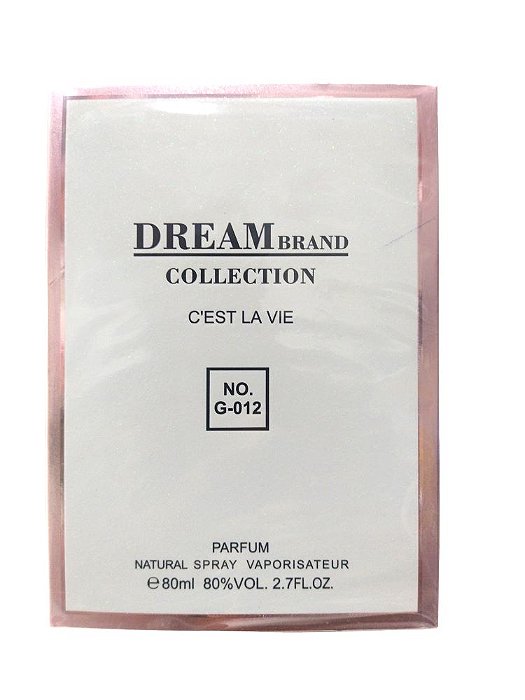 DREAM BRAND
COLLECTION
C'EST LA VIE
NO.
G-012
PARFUM
NATURAL SPRAY VAPORISATEUR
℮80ml 80%VOL. 2.7FL.OZ.